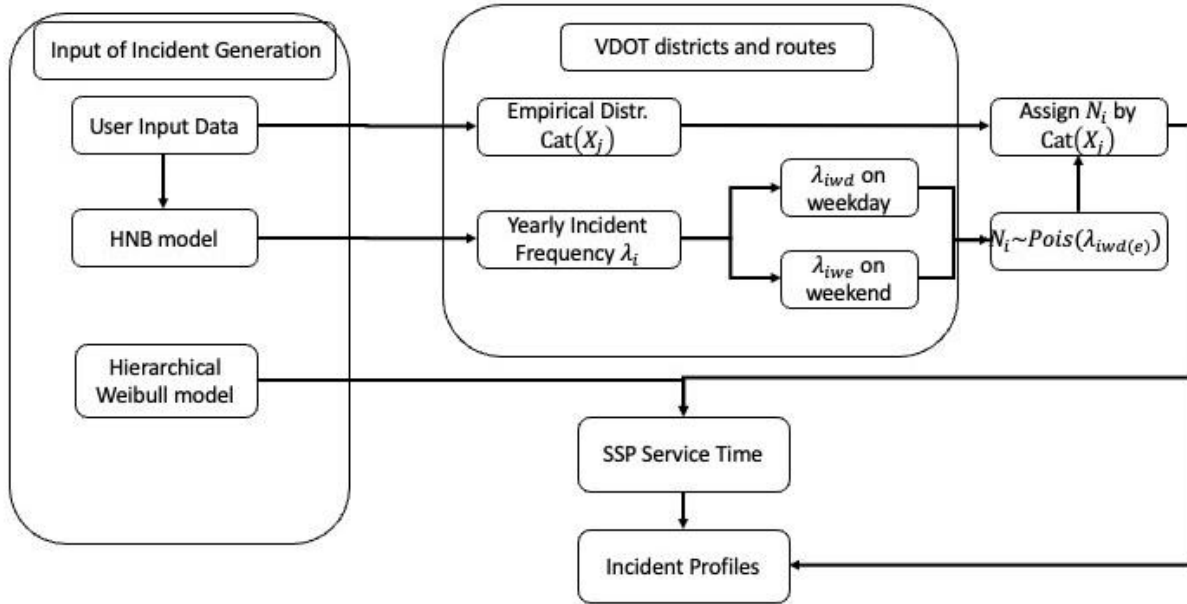 Input of Incident Generation
VDOT districts and routes
User Input Data
Empirical Distr.
Cat(X_j)
Assign N_i by
Cat(X_j)
HNB model
Yearly Incident
Frequency λ_i
λ_iwd on
weekday
λ_iwe on
weekend
N_i~Pois(λ_iwd(e))
Hierarchical
Weibull model
SSP Service Time
Incident Profiles